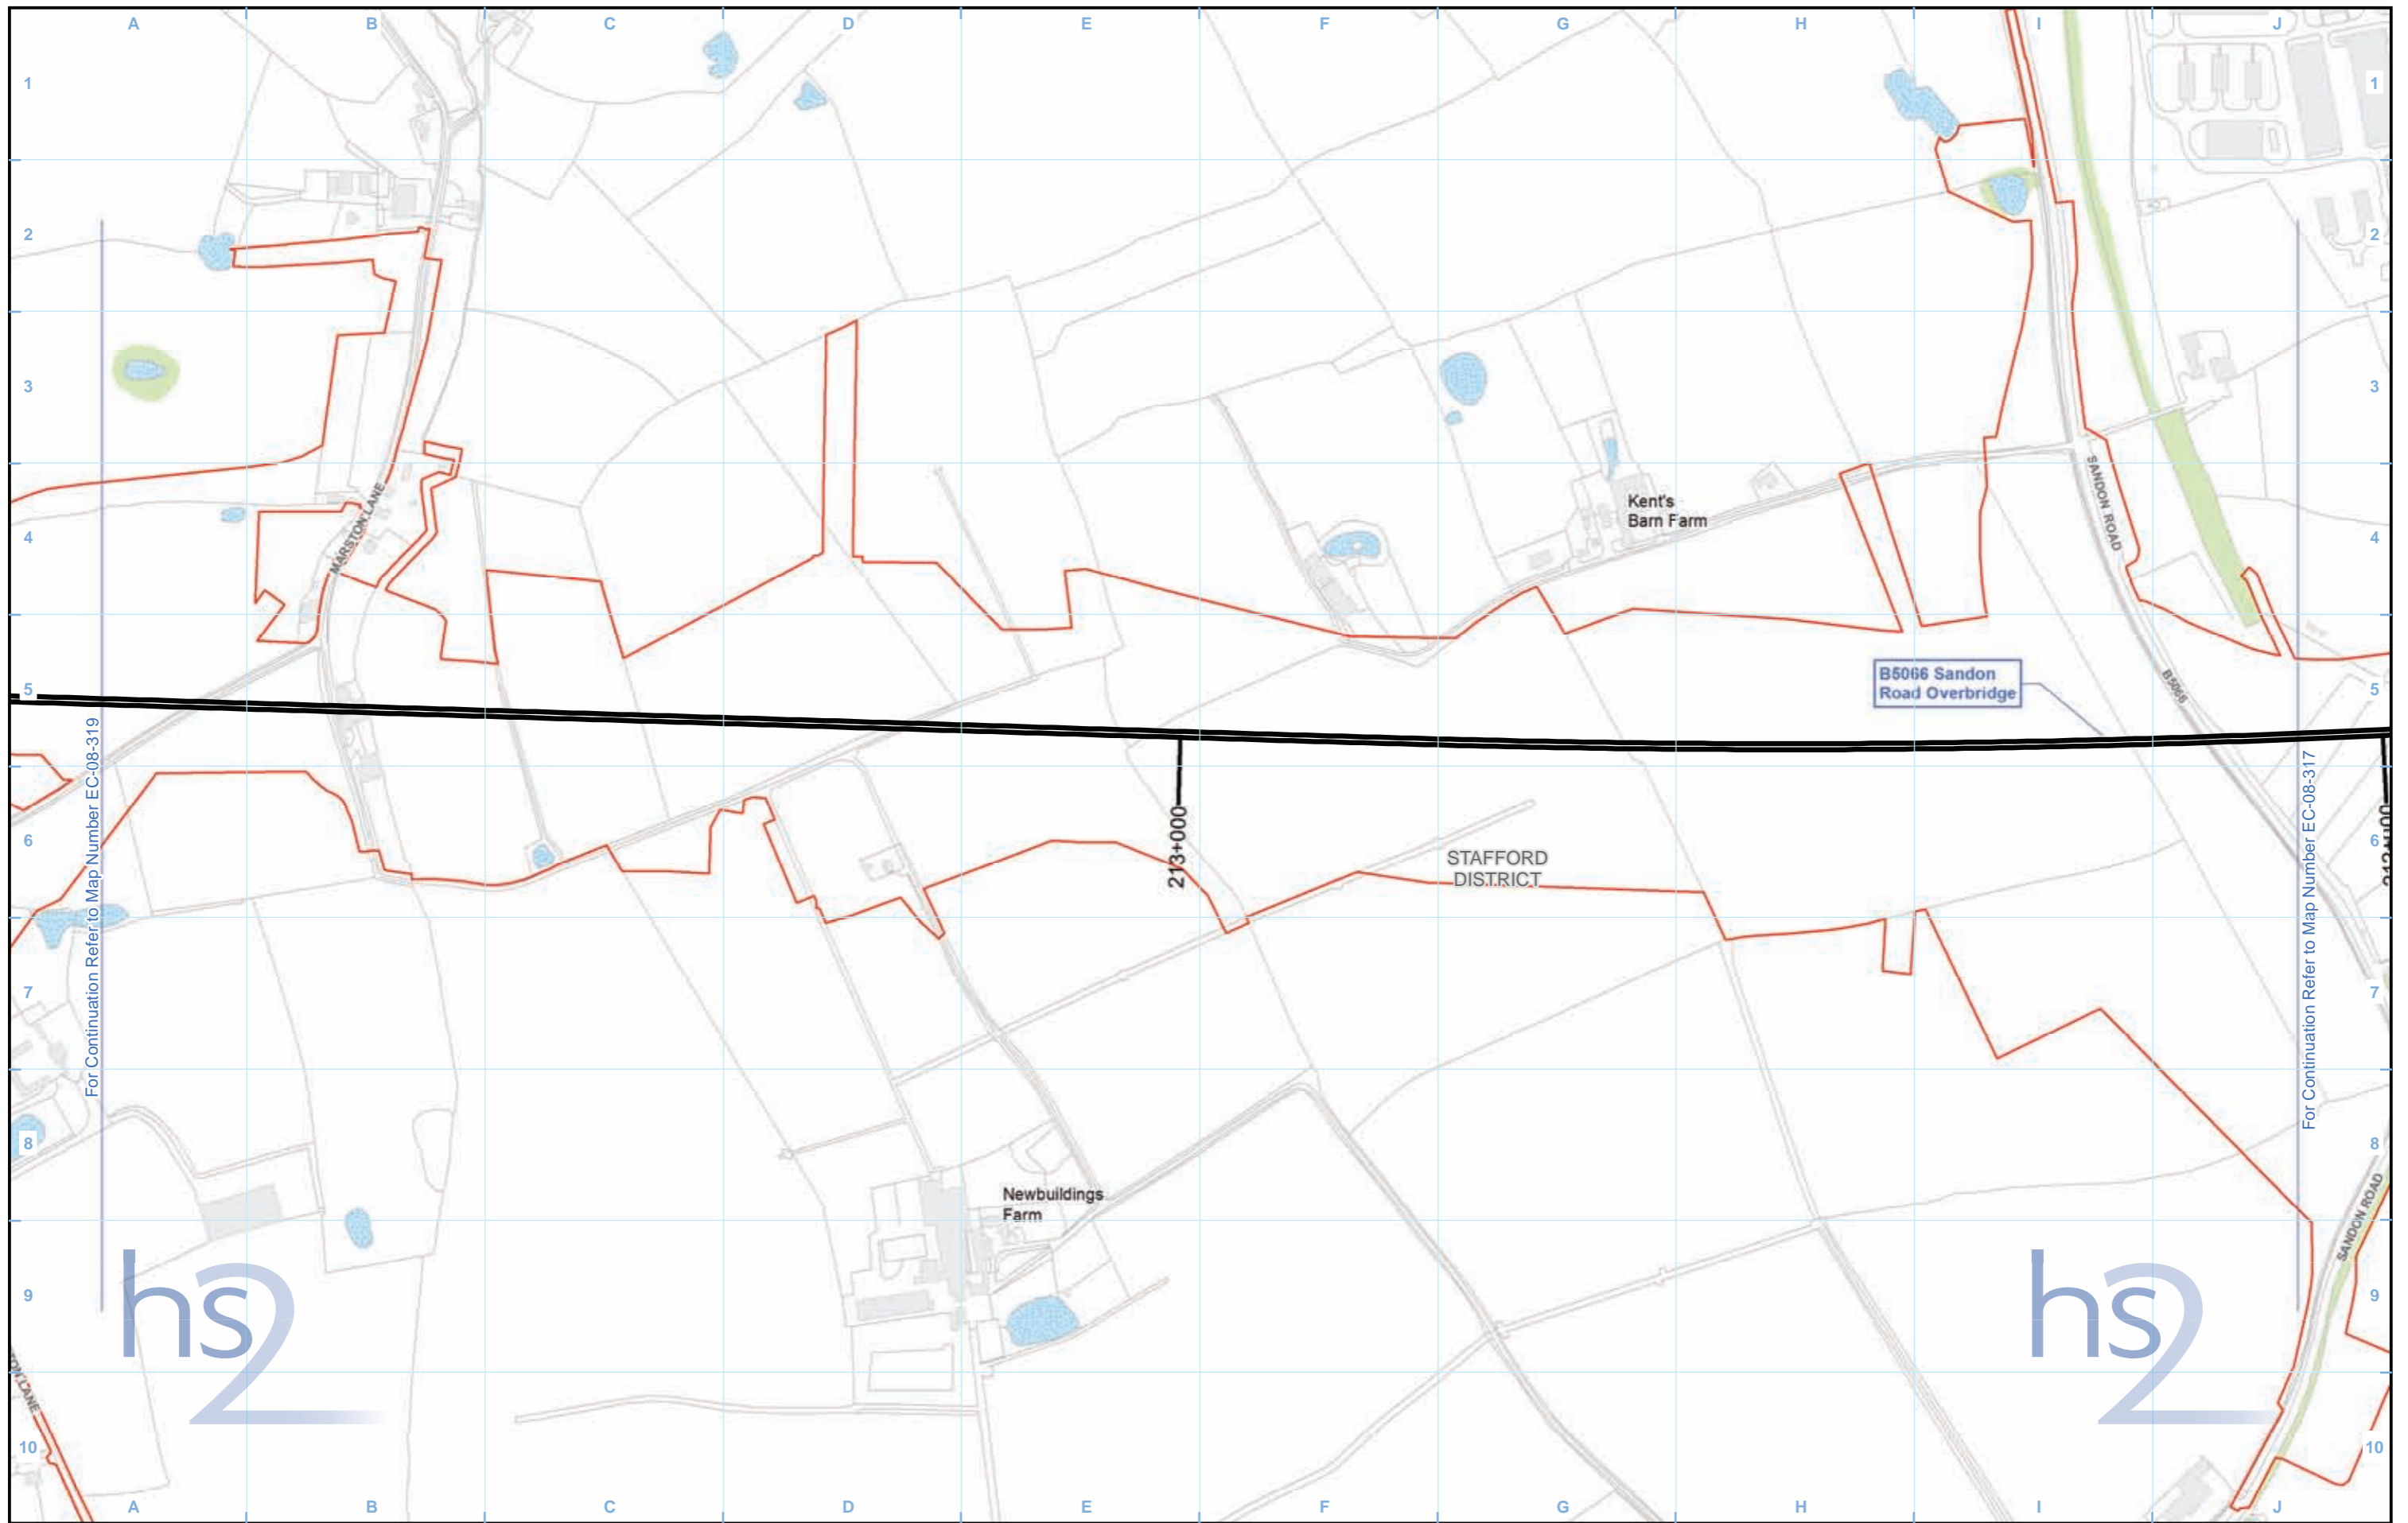 A B C D E F G H I J
1 1
2 2
3 3
4 4
5 5
6 6
7 7
8 8
9 9
10 10
A B C D E F G H I J
MARSTON LANE
Kent's
Barn Farm
SANDON ROAD
B5066 Sandon
Road Overbridge
B5066
For Continuation Refer to Map Number EC-08-319
For Continuation Refer to Map Number EC-08-317
213+000
STAFFORD
DISTRICT
Newbuildings
Farm
SANDON ROAD
hs2
hs2
LANE